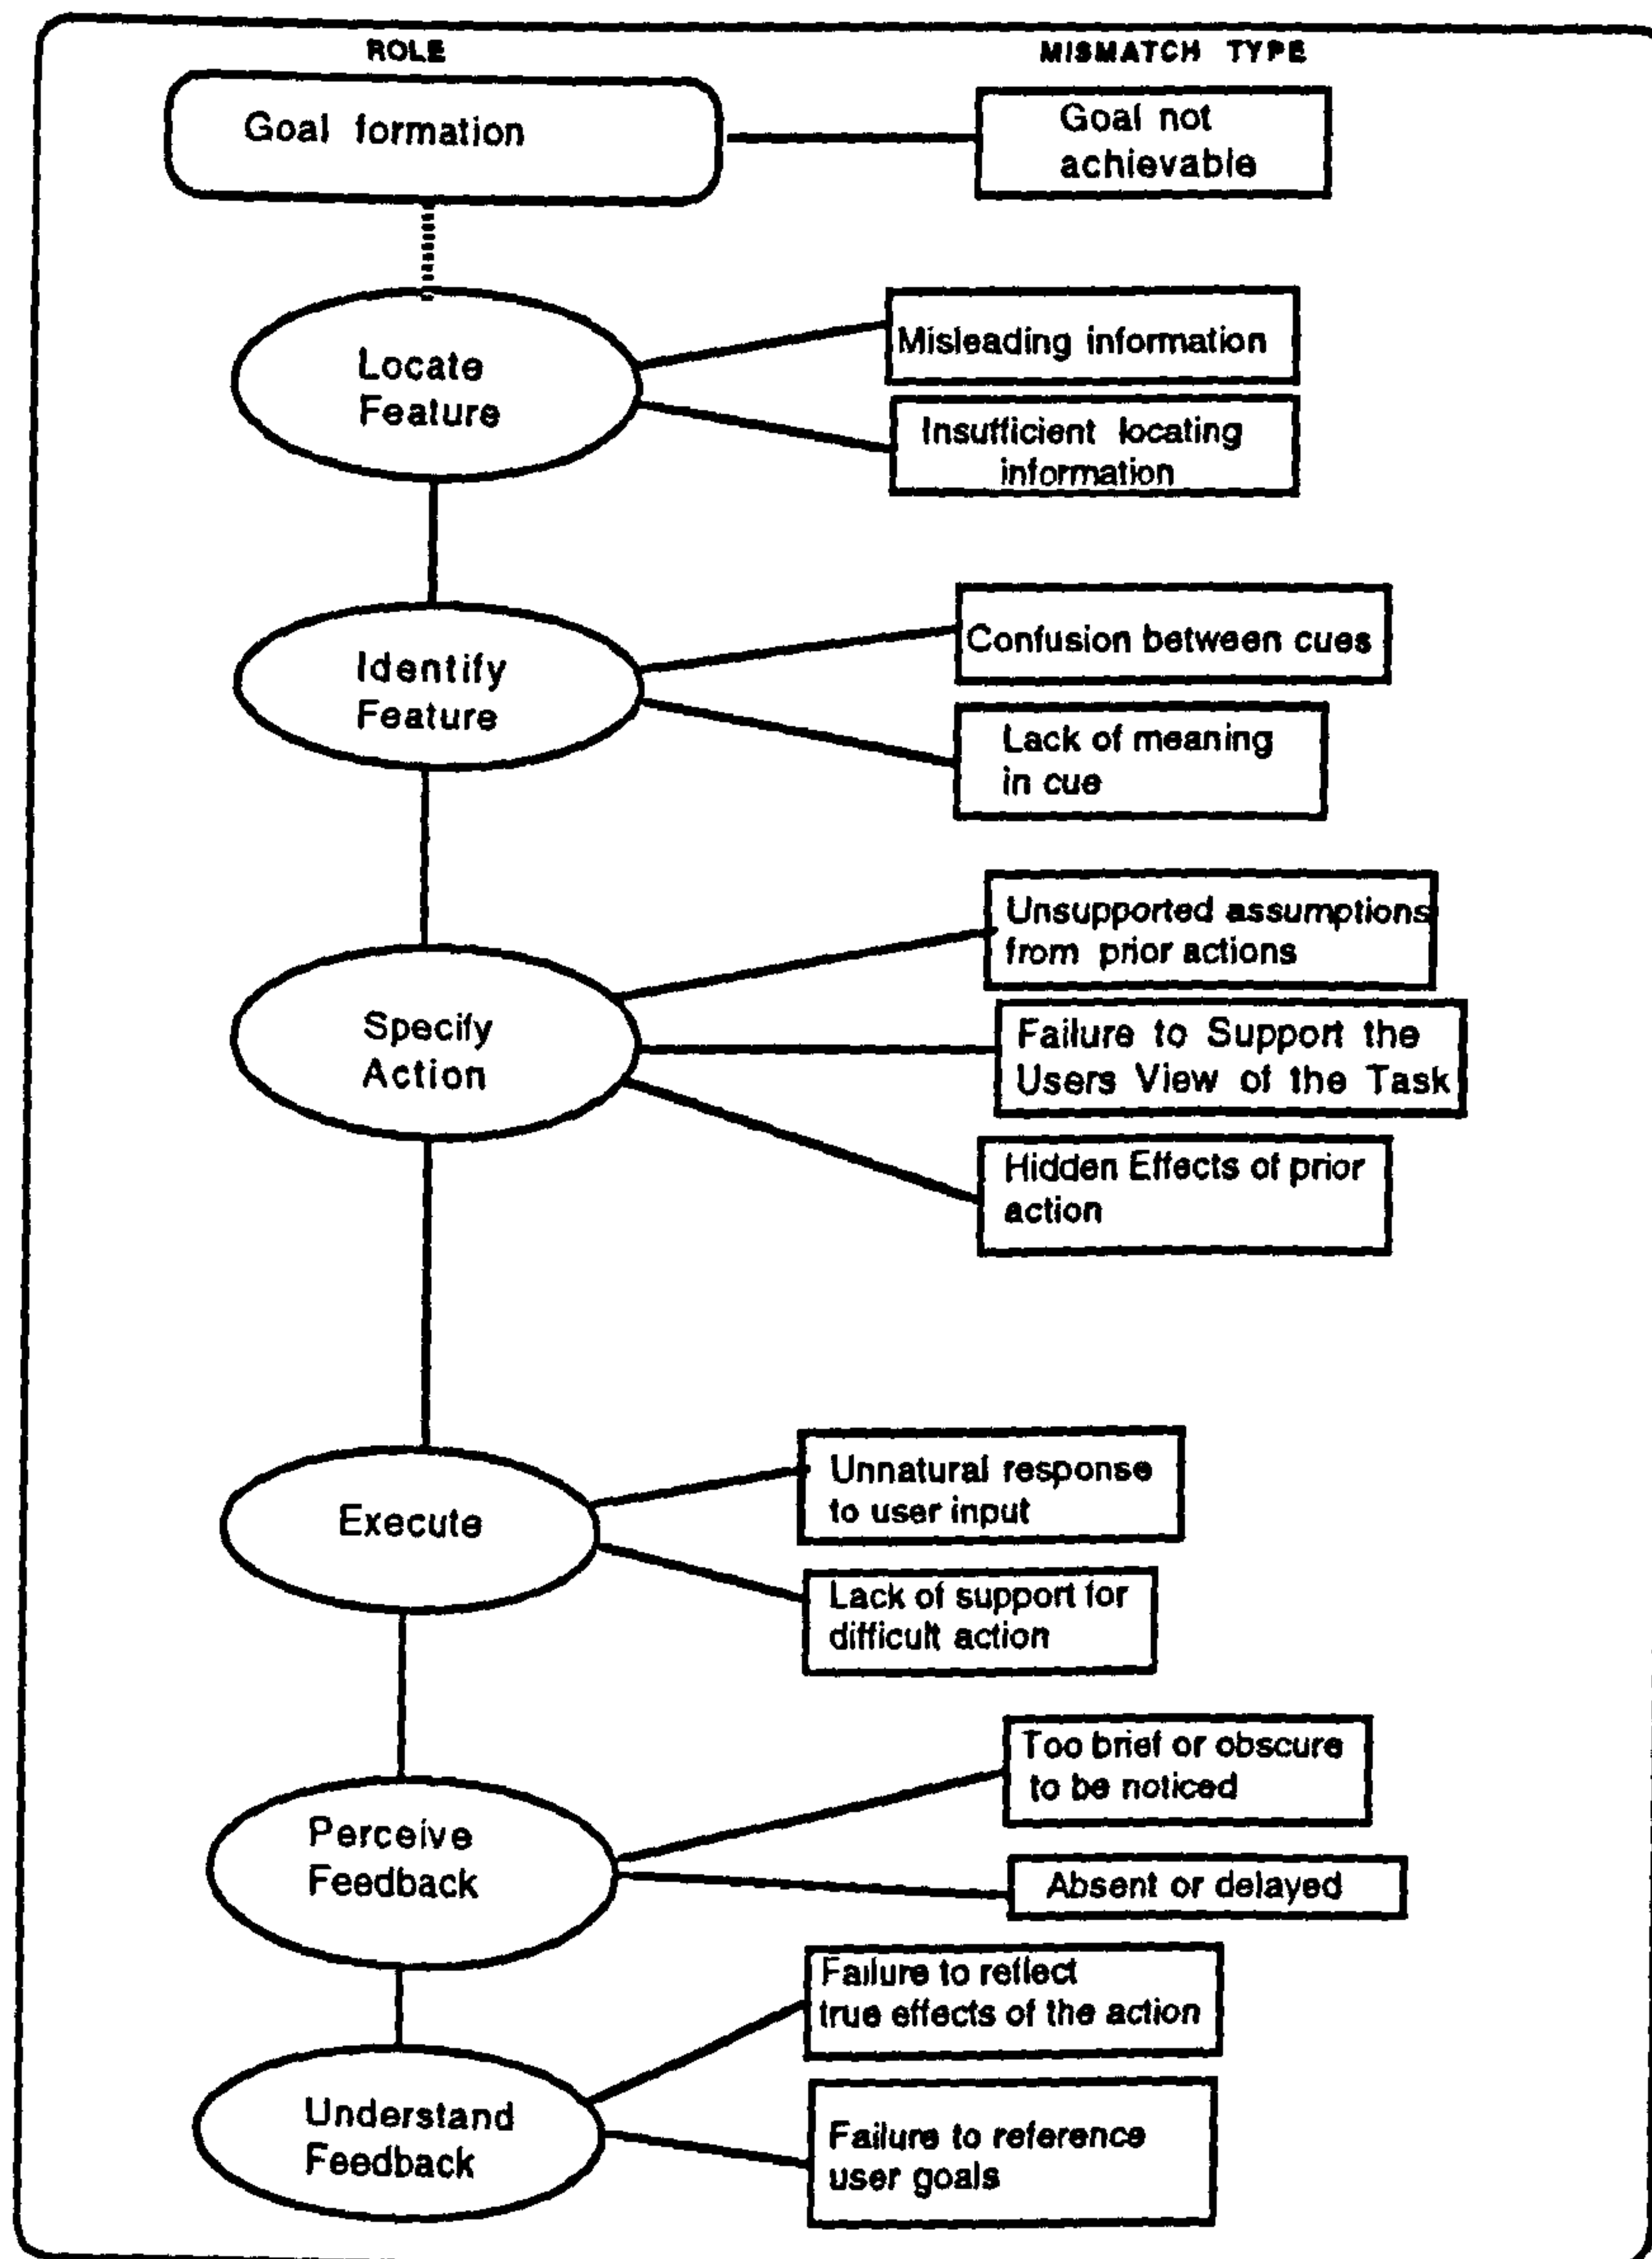 ROLE
MISMATCH TYPE
Goal formation
Goal not
achievable
Locate
Feature
Misleading information
Insufficient locating
information
Identify
Feature
Confusion between cues
Lack of meaning
in cue
Specify
Action
Unsupported assumptions
from prior actions
Failure to Support the
Users View of the Task
Hidden Effects of prior
action
Execute
Unnatural response
to user input
Lack of support for
difficult action
Perceive
Feedback
Too brief or obscure
to be noticed
Absent or delayed
Understand
Feedback
Failure to reflect
true effects of the action
Failure to reference
user goals